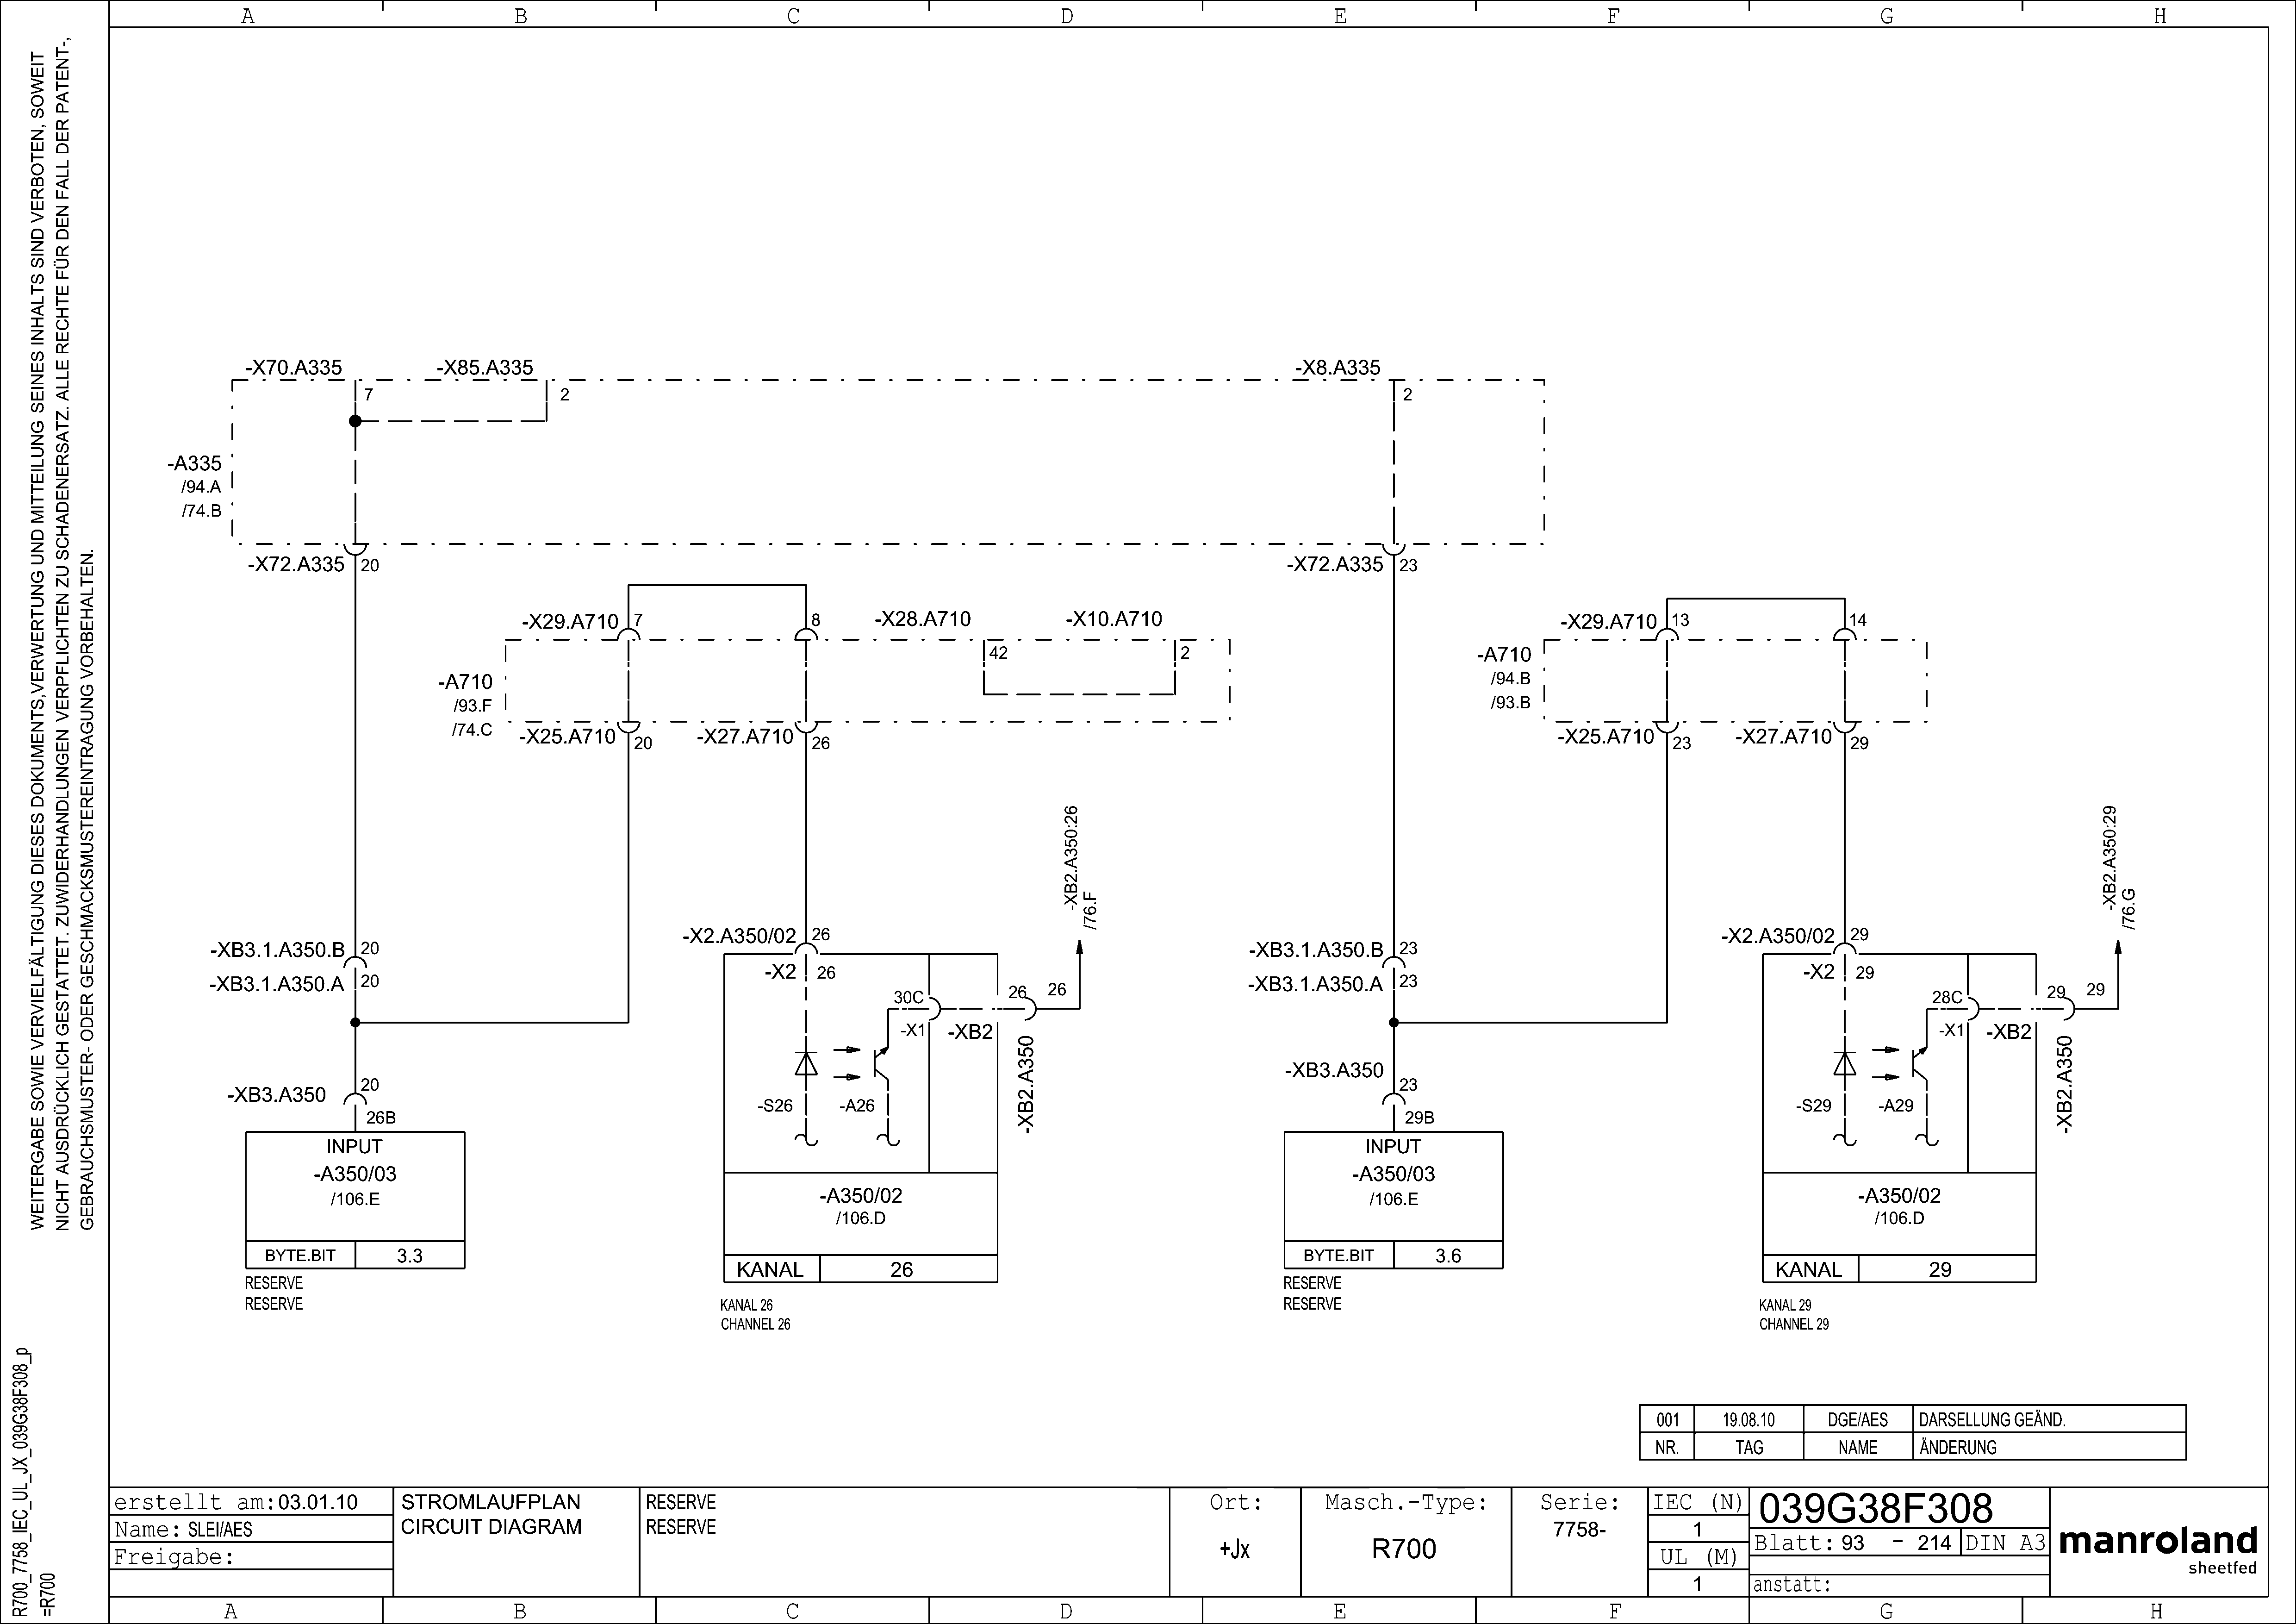 A B C D E F G H
WEITERGABE SOWIE VERVIELFÄLTIGUNG DIESES DOKUMENTS,VERWERTUNG UND MITTEILUNG SEINES INHALTS SIND VERBOTEN, SOWEIT
NICHT AUSDRÜCKLICH GESTATTET. ZUWIDERHANDLUNGEN VERPFLICHTEN ZU SCHADENERSATZ. ALLE RECHTE FÜR DEN FALL DER PATENT-,
GEBRAUCHSMUSTER- ODER GESCHMACKSMUSTEREINTRAGUNG VORBEHALTEN.
R700_7758_IEC_UL_JX_039G38F308_p
=R700
-X70.A335 -X85.A335 -X8.A335
7 2 2
-A335
/94.A
/74.B
-X72.A335 20 -X72.A335 23
-X29.A710 7 8 -X28.A710 -X10.A710 -X29.A710 13 14
42 2
-A710
/93.F
/74.C
-A710
/94.B
/93.B
-X25.A710 20 -X27.A710 26 -X25.A710 23 -X27.A710 29
-XB2.A350:26
/76.F
-XB2.A350:29
/76.G
-XB3.1.A350.B 20 -X2.A350/02 26 -XB3.1.A350.B 23 -X2.A350/02 29
-XB3.1.A350.A 20 -X2 26 -XB3.1.A350.A 23 -X2 29
30C 26 26 28C 29 29
-X1 -XB2 -X1 -XB2
-XB2.A350 -XB2.A350
-XB3.A350 20 -XB3.A350 23
26B -S26 -A26 29B -S29 -A29
INPUT
-A350/03
/106.E
BYTE.BIT 3.3
RESERVE
RESERVE
-A350/02
/106.D
KANAL 26
KANAL 26
CHANNEL 26
INPUT
-A350/03
/106.E
BYTE.BIT 3.6
RESERVE
RESERVE
-A350/02
/106.D
KANAL 29
KANAL 29
CHANNEL 29
001 19.08.10 DGE/AES DARSELLUNG GEÄND.
NR. TAG NAME ÄNDERUNG
erstellt am: 03.01.10
Name: SLEI/AES
Freigabe:
STROMLAUFPLAN
CIRCUIT DIAGRAM
RESERVE
RESERVE
Ort:
+Jx
Masch.-Type:
R700
Serie:
7758-
IEC (N)
1
UL (M)
1
039G38F308
Blatt: 93 - 214 DIN A3
anstatt:
manroland
sheetfed
A B C D E F G H